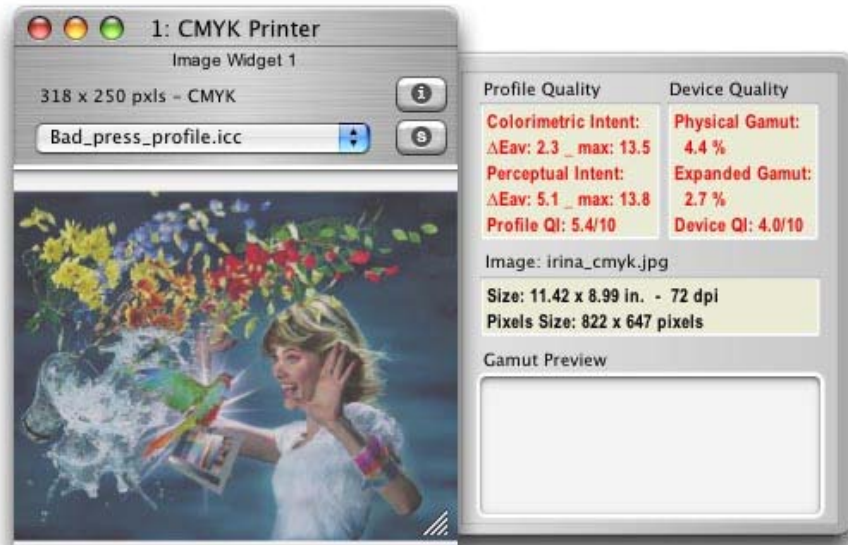 1: CMYK Printer
Image Widget 1
318 x 250 pxls - CMYK
i
Bad_press_profile.icc
s
Profile Quality
Colorimetric Intent:
ΔEav: 2.3 _ max: 13.5
Perceptual Intent:
ΔEav: 5.1 _ max: 13.8
Profile QI: 5.4/10
Device Quality
Physical Gamut:
4.4 %
Expanded Gamut:
2.7 %
Device QI: 4.0/10
Image: irina_cmyk.jpg
Size: 11.42 x 8.99 in. - 72 dpi
Pixels Size: 822 x 647 pixels
Gamut Preview